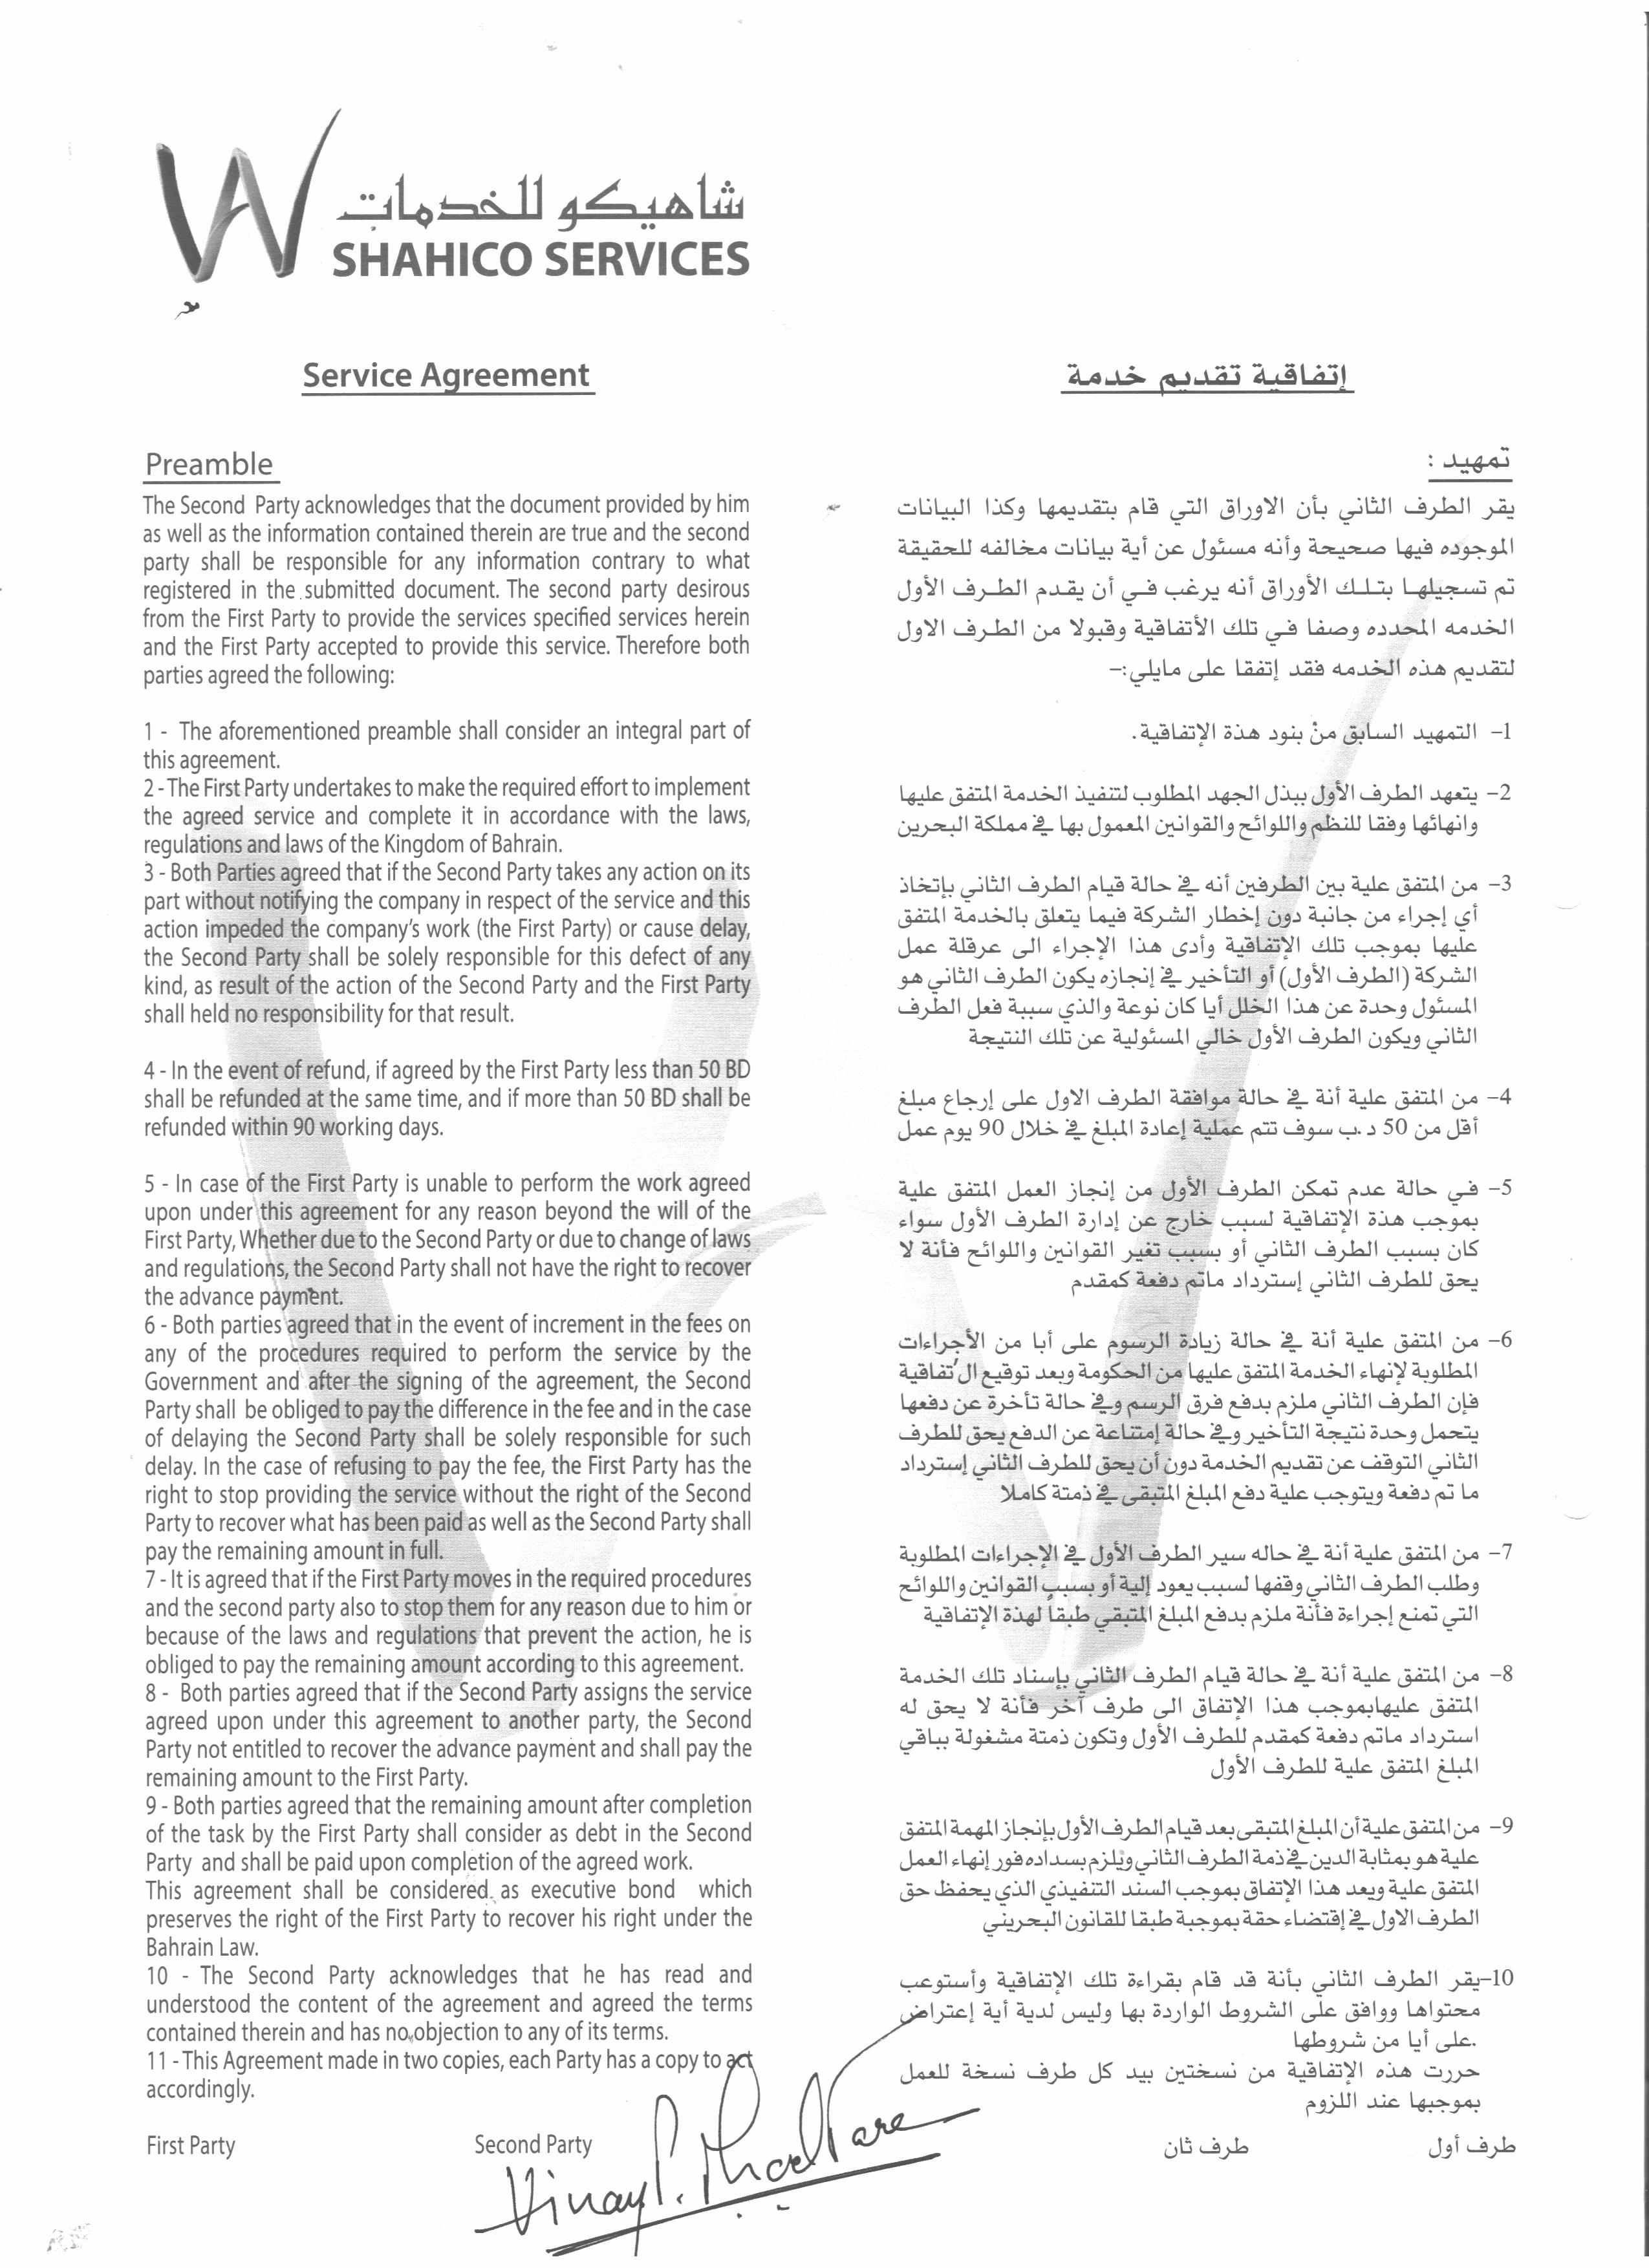 شاهيكو للخدمات
SHAHICO SERVICES
Service Agreement
Preamble
The Second Party acknowledges that the document provided by him
as well as the information contained therein are true and the second
party shall be responsible for any information contrary to what
registered in the submitted document. The second party desirous
from the First Party to provide the services specified services herein
and the First Party accepted to provide this service. Therefore both
parties agreed the following:
1 - The aforementioned preamble shall consider an integral part of
this agreement.
2 - The First Party undertakes to make the required effort to implement
the agreed service and complete it in accordance with the laws,
regulations and laws of the Kingdom of Bahrain.
3 - Both Parties agreed that if the Second Party takes any action on its
part without notifying the company in respect of the service and this
action impeded the company's work (the First Party) or cause delay,
the Second Party shall be solely responsible for this defect of any
kind, as result of the action of the Second Party and the First Party
shall held no responsibility for that result.
4 - In the event of refund, if agreed by the First Party less than 50 BD
shall be refunded at the same time, and if more than 50 BD shall be
refunded within 90 working days.
5 - In case of the First Party is unable to perform the work agreed
upon under this agreement for any reason beyond the will of the
First Party, Whether due to the Second Party or due to change of laws
and regulations, the Second Party shall not have the right to recover
the advance payment.
6 - Both parties agreed that in the event of increment in the fees on
any of the procedures required to perform the service by the
Government and after the signing of the agreement, the Second
Party shall be obliged to pay the difference in the fee and in the case
of delaying the Second Party shall be solely responsible for such
delay. In the case of refusing to pay the fee, the First Party has the
right to stop providing the service without the right of the Second
Party to recover what has been paid as well as the Second Party shall
pay the remaining amount in full.
7 - It is agreed that if the First Party moves in the required procedures
and the second party also to stop them for any reason due to him or
because of the laws and regulations that prevent the action, he is
obliged to pay the remaining amount according to this agreement.
8 - Both parties agreed that if the Second Party assigns the service
agreed upon under this agreement to another party, the Second
Party not entitled to recover the advance payment and shall pay the
remaining amount to the First Party.
9 - Both parties agreed that the remaining amount after completion
of the task by the First Party shall consider as debt in the Second
Party and shall be paid upon completion of the agreed work.
This agreement shall be considered as executive bond which
preserves the right of the First Party to recover his right under the
Bahrain Law.
10 - The Second Party acknowledges that he has read and
understood the content of the agreement and agreed the terms
contained therein and has no objection to any of its terms.
11 - This Agreement made in two copies, each Party has a copy to act
accordingly.
First Party
Second Party
Vinay P.
إتفاقية تقديم خدمة
تمهيد :
يقر الطرف الثاني بأن الاوراق التي قام بتقديمها وكذا البيانات
الموجوده فيها صحيحة وأنه مسئول عن أية بيانات مخالفه للحقيقة
تم تسجيلها بتلك الأوراق أنه يرغب في أن يقدم الطرف الأول
الخدمه المحدده وصفا في تلك الأتفاقية وقبولا من الطرف الاول
لتقديم هذه الخدمه فقد إتفقا على مايلي:–
1– التمهيد السابق من بنود هذة الإتفاقية.
2– يتعهد الطرف الأول ببذل الجهد المطلوب لتنفيذ الخدمة المتفق عليها
وانهائها وفقا للنظم واللوائح والقوانين المعمول بها في مملكة البحرين
3– من المتفق علية بين الطرفين أنه في حالة قيام الطرف الثاني بإتخاذ
أي إجراء من جانبة دون إخطار الشركة فيما يتعلق بالخدمة المتفق
عليها بموجب تلك الإتفاقية وأدى هذا الإجراء الى عرقلة عمل
الشركة (الطرف الأول) أو التأخير في إنجازه يكون الطرف الثاني هو
المسئول وحدة عن هذا الخلل أيا كان نوعة والذي سببة فعل الطرف
الثاني ويكون الطرف الأول خالي المسئولية عن تلك النتيجة
4– من المتفق علية أنة في حالة موافقة الطرف الاول على إرجاع مبلغ
أقل من 50 د.ب سوف تتم عملية إعادة المبلغ في خلال 90 يوم عمل
5– في حالة عدم تمكن الطرف الأول من إنجاز العمل المتفق علية
بموجب هذة الإتفاقية لسبب خارج عن إدارة الطرف الأول سواء
كان بسبب الطرف الثاني أو بسبب تغير القوانين واللوائح فأنة لا
يحق للطرف الثاني إسترداد ماتم دفعة كمقدم
6– من المتفق علية أنة في حالة زيادة الرسوم على أبا من الأجراءات
المطلوبة لإنهاء الخدمة المتفق عليها من الحكومة وبعد توقيع ال'تفاقية
فإن الطرف الثاني ملزم بدفع فرق الرسم وفي حالة تأخرة عن دفعها
يتحمل وحدة نتيجة التأخير وفي حالة إمتناعة عن الدفع يحق للطرف
الثاني التوقف عن تقديم الخدمة دون أن يحق للطرف الثاني إسترداد
ما تم دفعة ويتوجب علية دفع المبلغ المتبقى في ذمتة كاملا
7– من المتفق علية أنة في حاله سير الطرف الأول في الإجراءات المطلوبة
وطلب الطرف الثاني وقفها لسبب يعود إلية أو بسبب القوانين واللوائح
التي تمنع إجراءة فأنة ملزم بدفع المبلغ المتبقي طبقاً لهذة الإتفاقية
8– من المتفق علية أنة في حالة قيام الطرف الثاني بإسناد تلك الخدمة
المتفق عليهابموجب هذا الإتفاق الى طرف آخر فأنة لا يحق له
استرداد ماتم دفعة كمقدم للطرف الأول وتكون ذمتة مشغولة بباقي
المبلغ المتفق علية للطرف الأول
9– من المتفق علية أن المبلغ المتبقى بعد قيام الطرف الأول بإنجاز المهمة المتفق
علية هو بمثابة الدين في ذمة الطرف الثاني ويلزم بسداده فور إنهاء العمل
المتفق علية ويعد هذا الإتفاق بموجب السند التنفيذي الذي يحفظ حق
الطرف الاول في إقتضاء حقة بموجبة طبقا للقانون البحريني
10–يقر الطرف الثاني بأنة قد قام بقراءة تلك الإتفاقية وأستوعب
محتواها ووافق على الشروط الواردة بها وليس لدية أية إعتراض
.على أيا من شروطها
حررت هذه الإتفاقية من نسختين بيد كل طرف نسخة للعمل
بموجبها عند اللزوم
طرف أول
طرف ثان